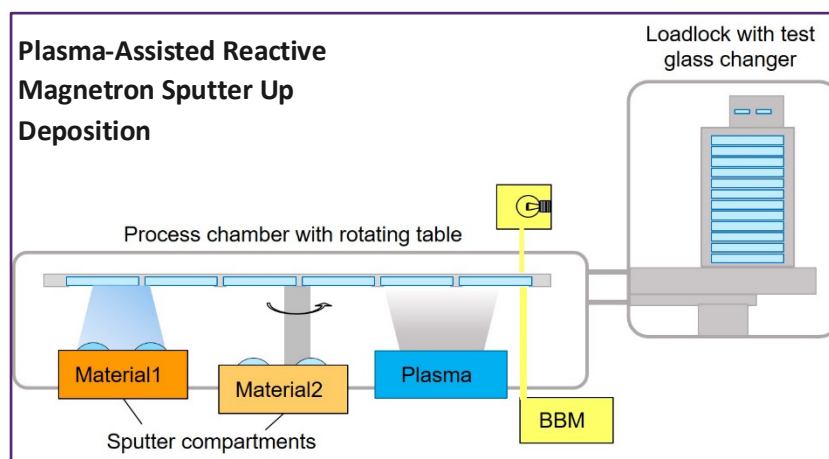 Plasma-Assisted Reactive
Magnetron Sputter Up
Deposition
Loadlock with test
glass changer
Process chamber with rotating table
Material1
Material2
Plasma
BBM
Sputter compartments